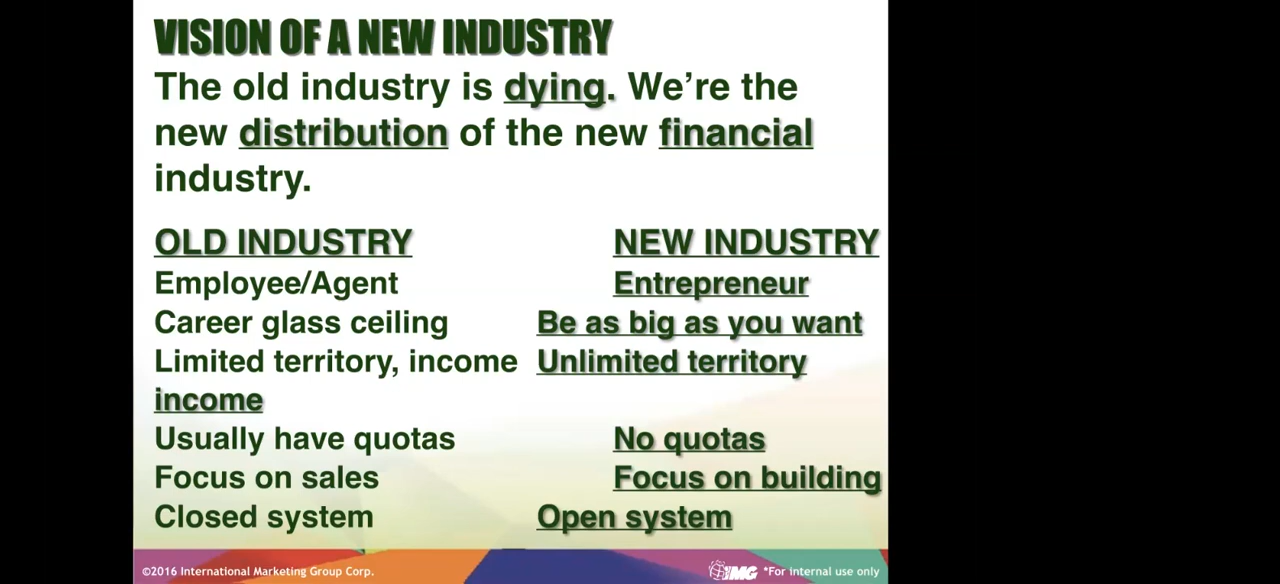 VISION OF A NEW INDUSTRY
The old industry is dying. We're the
new distribution of the new financial
industry.
OLD INDUSTRY NEW INDUSTRY
Employee/Agent Entrepreneur
Career glass ceiling Be as big as you want
Limited territory, income Unlimited territory
income
Usually have quotas No quotas
Focus on sales Focus on building
Closed system Open system
©2016 International Marketing Group Corp. IMG *For internal use only